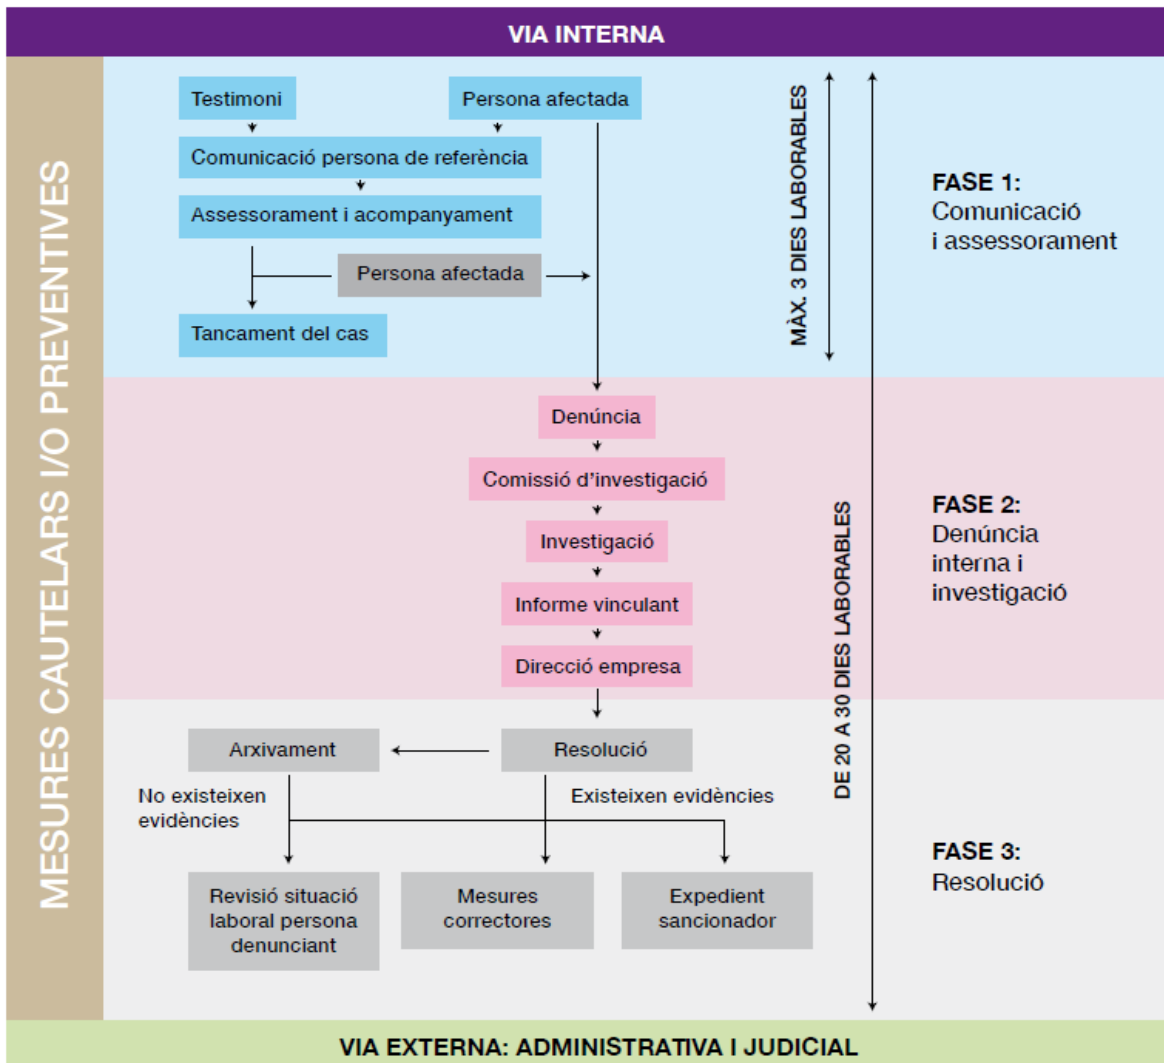 VIA INTERNA
MESURES CAUTELARS I/O PREVENTIVES
Testimoni
Persona afectada
Comunicació persona de referència
Assessorament i acompanyament
Persona afectada
Tancament del cas
MÀX. 3 DIES LABORABLES
FASE 1:
Comunicació
i assessorament
Denúncia
Comissió d'investigació
Investigació
Informe vinculant
Direcció empresa
DE 20 A 30 DIES LABORABLES
FASE 2:
Denúncia
interna i
investigació
Arxivament
Resolució
No existeixen
evidències
Existeixen evidències
Revisió situació
laboral persona
denunciant
Mesures
correctores
Expedient
sancionador
FASE 3:
Resolució
VIA EXTERNA: ADMINISTRATIVA I JUDICIAL